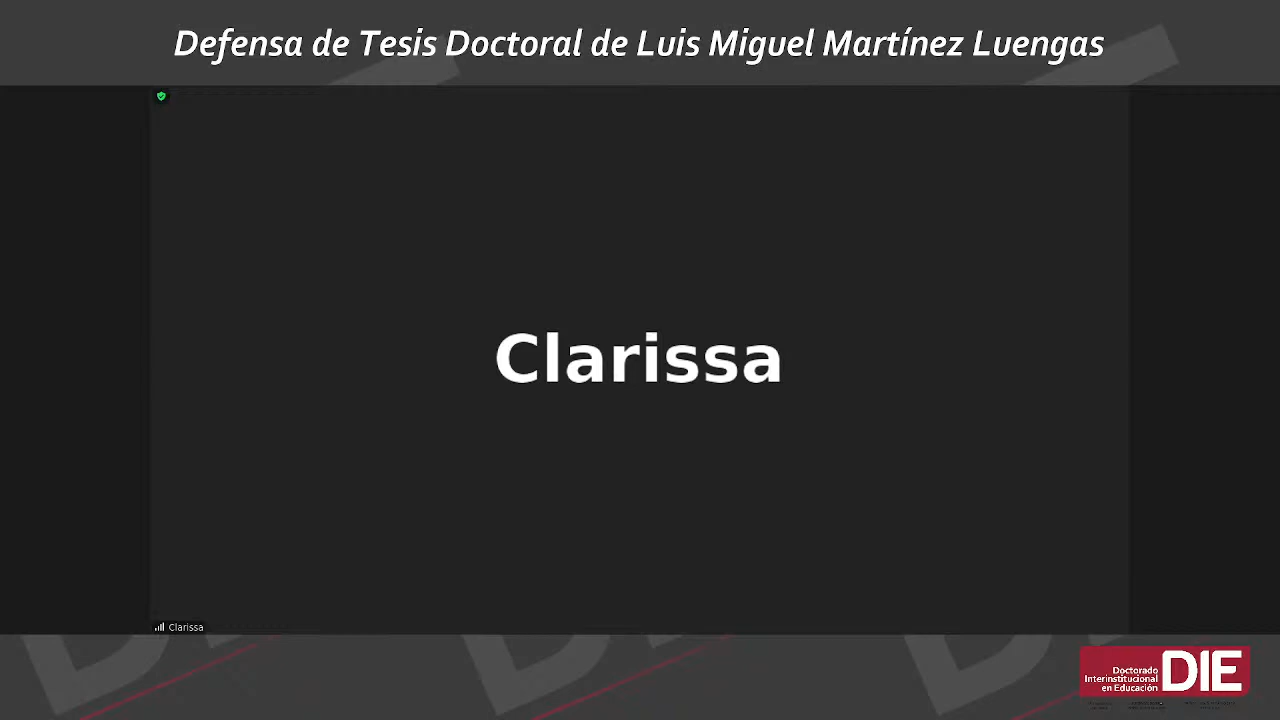 Defensa de Tesis Doctoral de Luis Miguel Martínez Luengas
Clarissa
Clarissa
Doctorado
Interinstitucional
en Educación
DIE